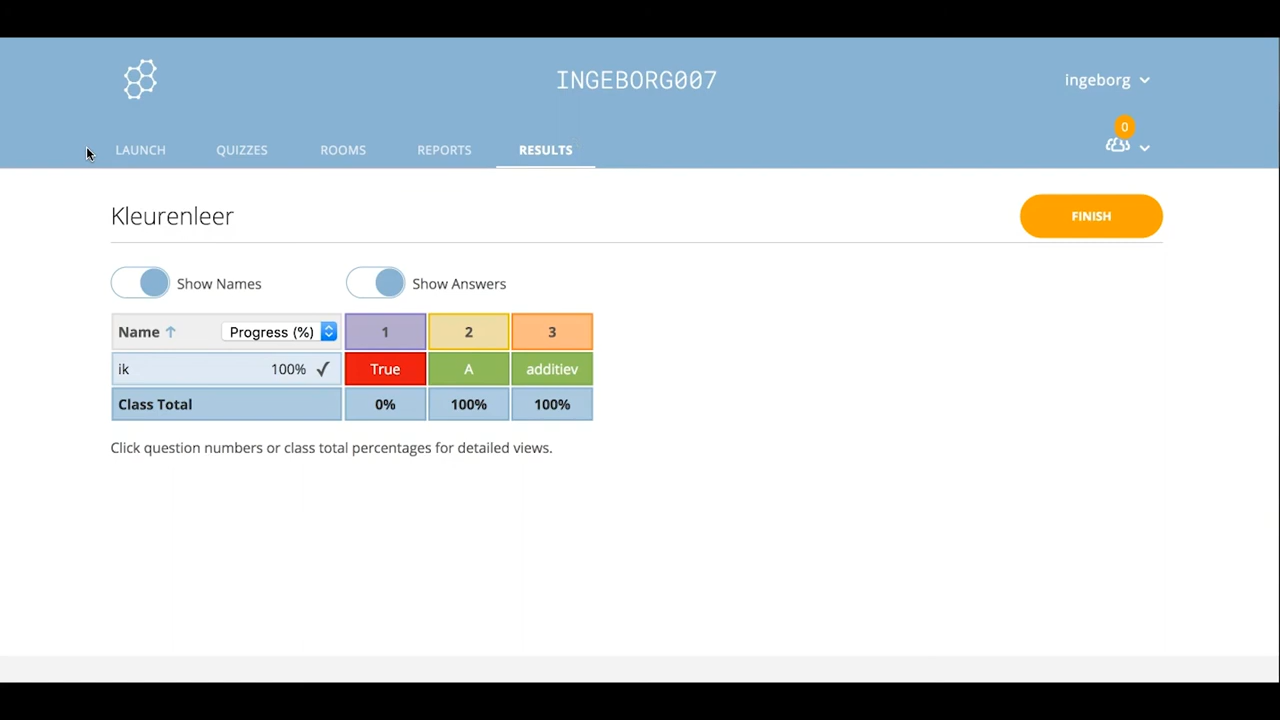 INGEBORG007
ingeborg
0
LAUNCH QUIZZES ROOMS REPORTS RESULTS
Kleurenleer
FINISH
Show Names Show Answers
Name Progress (%) 1 2 3
ik 100% True A additiev
Class Total 0% 100% 100%
Click question numbers or class total percentages for detailed views.